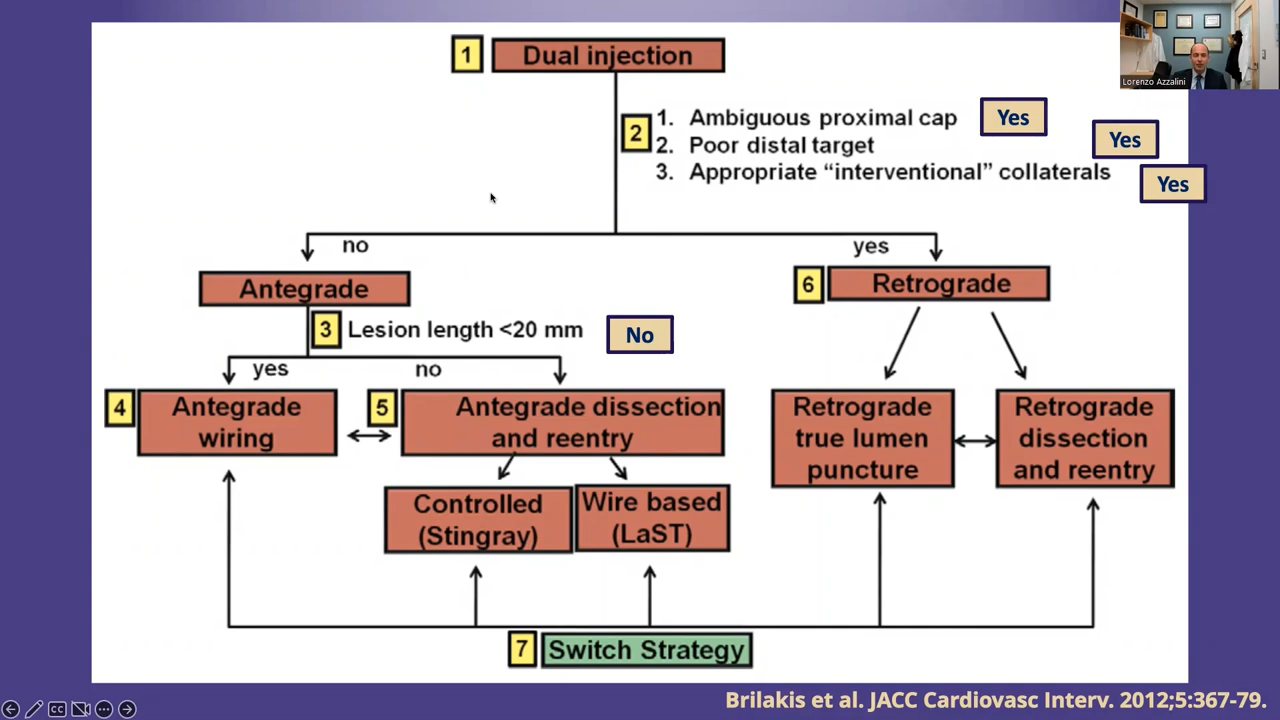 1 Dual injection
Lorenzo Azzalini
2
1. Ambiguous proximal cap Yes
2. Poor distal target Yes
3. Appropriate “interventional” collaterals Yes
no
yes
Antegrade
6 Retrograde
3 Lesion length <20 mm No
yes
no
4 Antegrade
wiring
5 Antegrade dissection
and reentry
Retrograde
true lumen
puncture
Retrograde
dissection
and reentry
Controlled
(Stingray)
Wire based
(LaST)
7 Switch Strategy
CC
Brilakis et al. JACC Cardiovasc Interv. 2012;5:367-79.